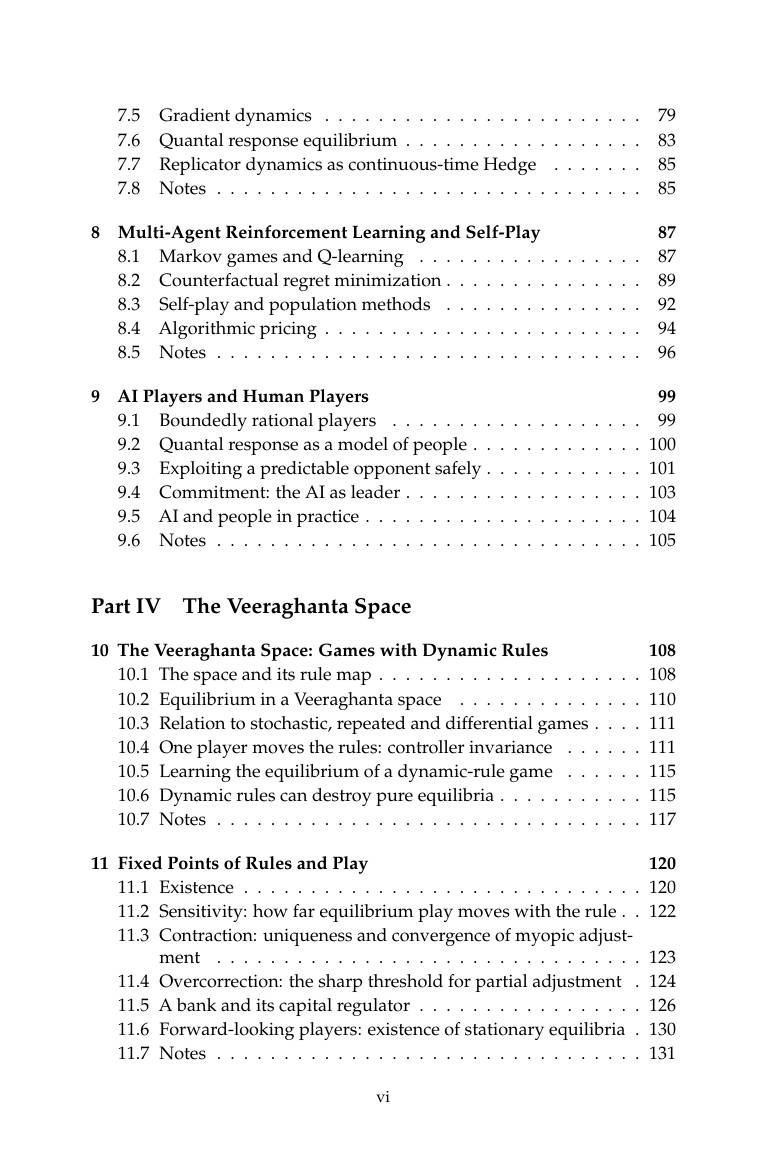 7.5 Gradient dynamics . . . . . . . . . . . . . . . . . . . . . . . . 79
7.6 Quantal response equilibrium . . . . . . . . . . . . . . . . . . 83
7.7 Replicator dynamics as continuous-time Hedge . . . . . . . 85
7.8 Notes . . . . . . . . . . . . . . . . . . . . . . . . . . . . . . . . 85
8 Multi-Agent Reinforcement Learning and Self-Play 87
8.1 Markov games and Q-learning . . . . . . . . . . . . . . . . . 87
8.2 Counterfactual regret minimization . . . . . . . . . . . . . . . 89
8.3 Self-play and population methods . . . . . . . . . . . . . . . 92
8.4 Algorithmic pricing . . . . . . . . . . . . . . . . . . . . . . . . 94
8.5 Notes . . . . . . . . . . . . . . . . . . . . . . . . . . . . . . . . 96
9 AI Players and Human Players 99
9.1 Boundedly rational players . . . . . . . . . . . . . . . . . . . 99
9.2 Quantal response as a model of people . . . . . . . . . . . . . 100
9.3 Exploiting a predictable opponent safely . . . . . . . . . . . . 101
9.4 Commitment: the AI as leader . . . . . . . . . . . . . . . . . . 103
9.5 AI and people in practice . . . . . . . . . . . . . . . . . . . . . 104
9.6 Notes . . . . . . . . . . . . . . . . . . . . . . . . . . . . . . . . 105
Part IV The Veeraghanta Space
10 The Veeraghanta Space: Games with Dynamic Rules 108
10.1 The space and its rule map . . . . . . . . . . . . . . . . . . . . 108
10.2 Equilibrium in a Veeraghanta space . . . . . . . . . . . . . . 110
10.3 Relation to stochastic, repeated and differential games . . . . 111
10.4 One player moves the rules: controller invariance . . . . . . 111
10.5 Learning the equilibrium of a dynamic-rule game . . . . . . 115
10.6 Dynamic rules can destroy pure equilibria . . . . . . . . . . . 115
10.7 Notes . . . . . . . . . . . . . . . . . . . . . . . . . . . . . . . . 117
11 Fixed Points of Rules and Play 120
11.1 Existence . . . . . . . . . . . . . . . . . . . . . . . . . . . . . . 120
11.2 Sensitivity: how far equilibrium play moves with the rule . . 122
11.3 Contraction: uniqueness and convergence of myopic adjust-
ment . . . . . . . . . . . . . . . . . . . . . . . . . . . . . . . . 123
11.4 Overcorrection: the sharp threshold for partial adjustment . 124
11.5 A bank and its capital regulator . . . . . . . . . . . . . . . . . 126
11.6 Forward-looking players: existence of stationary equilibria . 130
11.7 Notes . . . . . . . . . . . . . . . . . . . . . . . . . . . . . . . . 131
vi